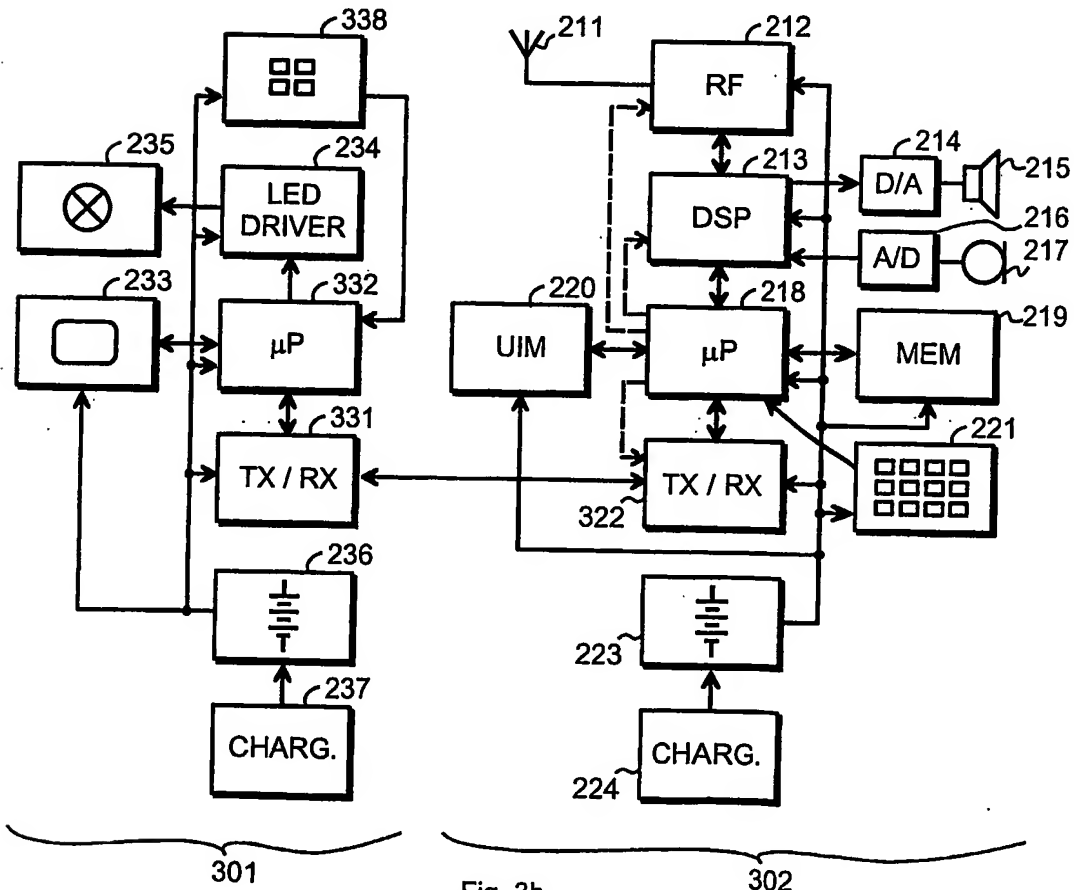 338
211
212
RF
235
234
LED
DRIVER
213
DSP
214
D/A
215
216
A/D
217
233
332
µP
220
UIM
218
µP
219
MEM
331
TX / RX
322
TX / RX
221
236
223
237
CHARG.
224
CHARG.
301
302